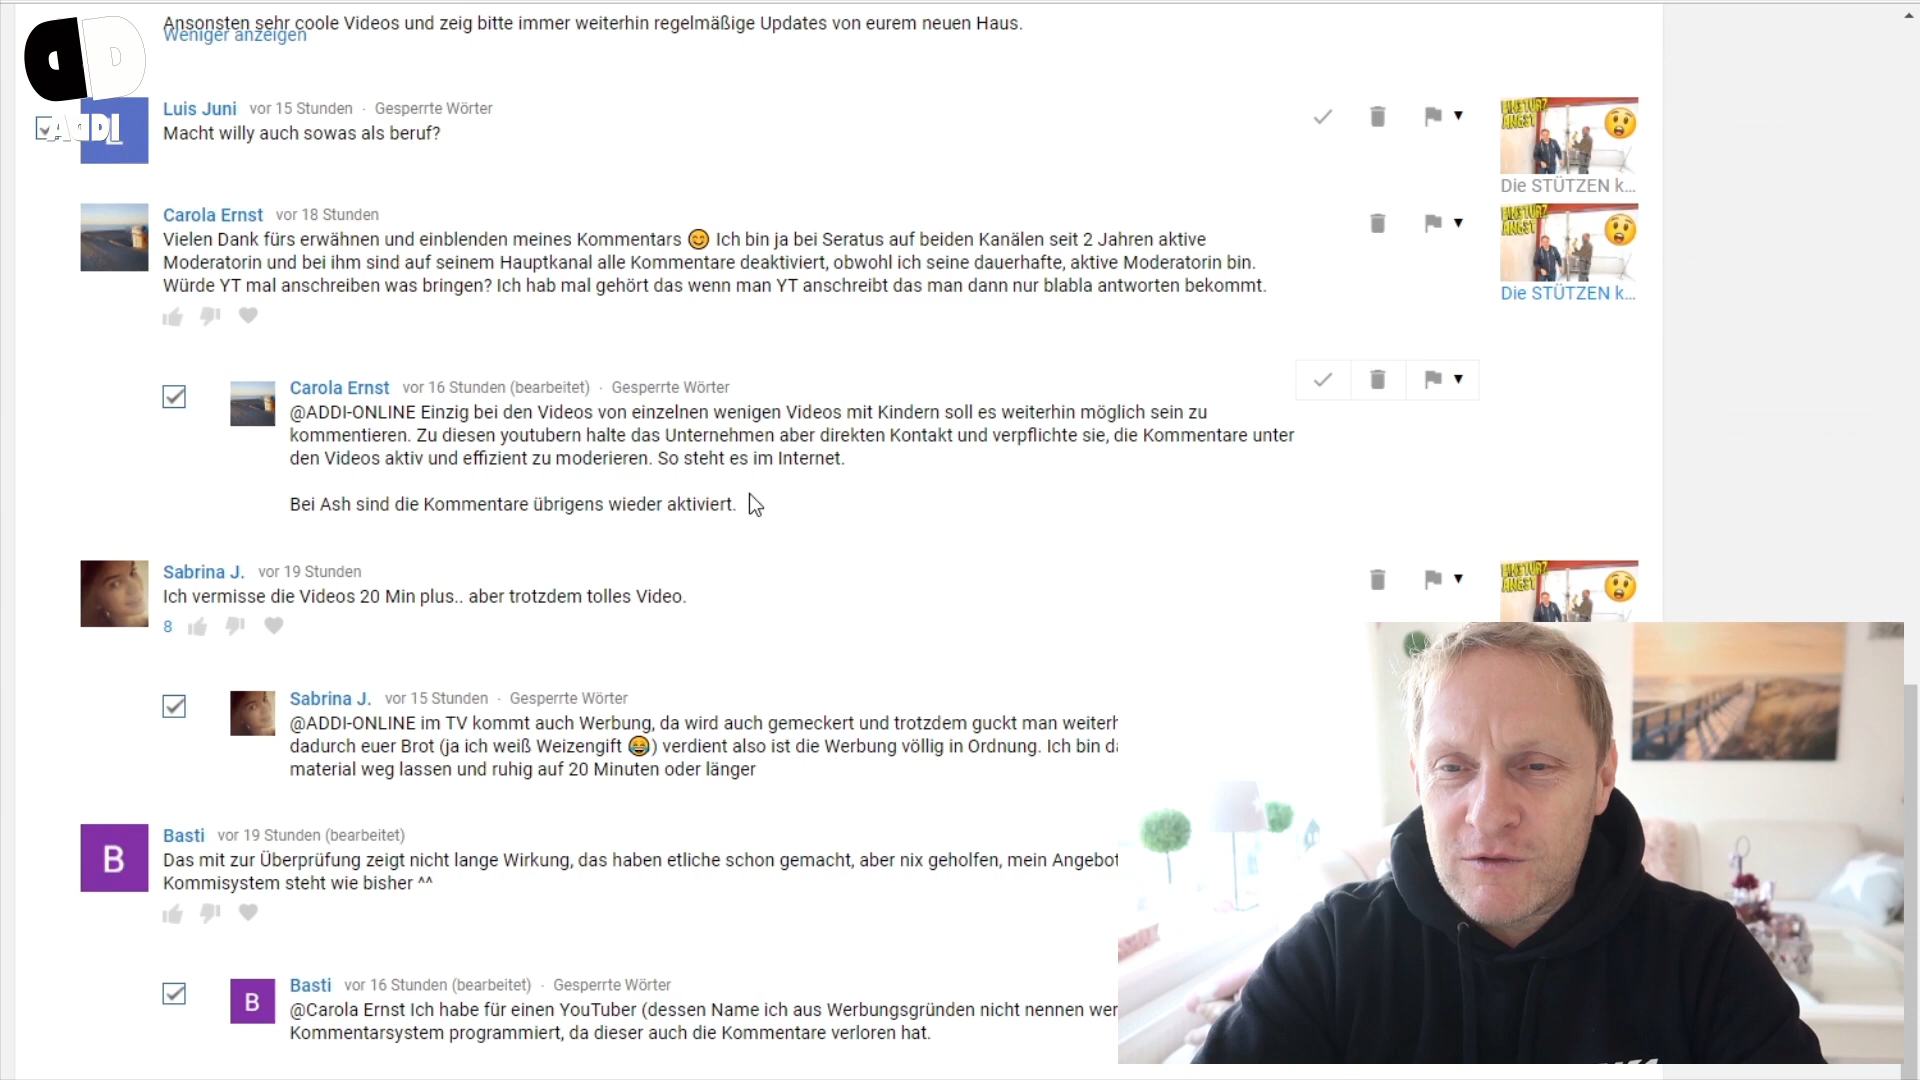 Ansonsten sehr coole Videos und zeig bitte immer weiterhin regelmäßige Updates von eurem neuen Haus.
Weniger anzeigen
ADDI
Luis Juni vor 15 Stunden · Gesperrte Wörter
Macht willy auch sowas als beruf?
EINSTURZ
ANGST
Die STÜTZEN k...
Carola Ernst vor 18 Stunden
Vielen Dank fürs erwähnen und einblenden meines Kommentars 😊 Ich bin ja bei Seratus auf beiden Kanälen seit 2 Jahren aktive
Moderatorin und bei ihm sind auf seinem Hauptkanal alle Kommentare deaktiviert, obwohl ich seine dauerhafte, aktive Moderatorin bin.
Würde YT mal anschreiben was bringen? Ich hab mal gehört das wenn man YT anschreibt das man dann nur blabla antworten bekommt.
EINSTURZ
ANGST
Die STÜTZEN k...
Carola Ernst vor 16 Stunden (bearbeitet) · Gesperrte Wörter
@ADDI-ONLINE Einzig bei den Videos von einzelnen wenigen Videos mit Kindern soll es weiterhin möglich sein zu
kommentieren. Zu diesen youtubern halte das Unternehmen aber direkten Kontakt und verpflichte sie, die Kommentare unter
den Videos aktiv und effizient zu moderieren. So steht es im Internet.
Bei Ash sind die Kommentare übrigens wieder aktiviert.
Sabrina J. vor 19 Stunden
Ich vermisse die Videos 20 Min plus.. aber trotzdem tolles Video.
8
EINSTURZ
ANGST
Sabrina J. vor 15 Stunden · Gesperrte Wörter
@ADDI-ONLINE im TV kommt auch Werbung, da wird auch gemeckert und trotzdem guckt man
dadurch euer Brot (ja ich weiß Weizengift 😂) verdient also ist die Werbung völlig in Ordnung. Ich bin
material weg lassen und ruhig auf 20 Minuten oder länger
B
Basti vor 19 Stunden (bearbeitet)
Das mit zur Überprüfung zeigt nicht lange Wirkung, das haben etliche schon gemacht, aber nix geholfen, mein Angebot
Kommisystem steht wie bisher ^^
B
Basti vor 16 Stunden (bearbeitet) · Gesperrte Wörter
@Carola Ernst Ich habe für einen YouTuber (dessen Name ich aus Werbungsgründen nicht nennen
Kommentarsystem programmiert, da dieser auch die Kommentare verloren hat.